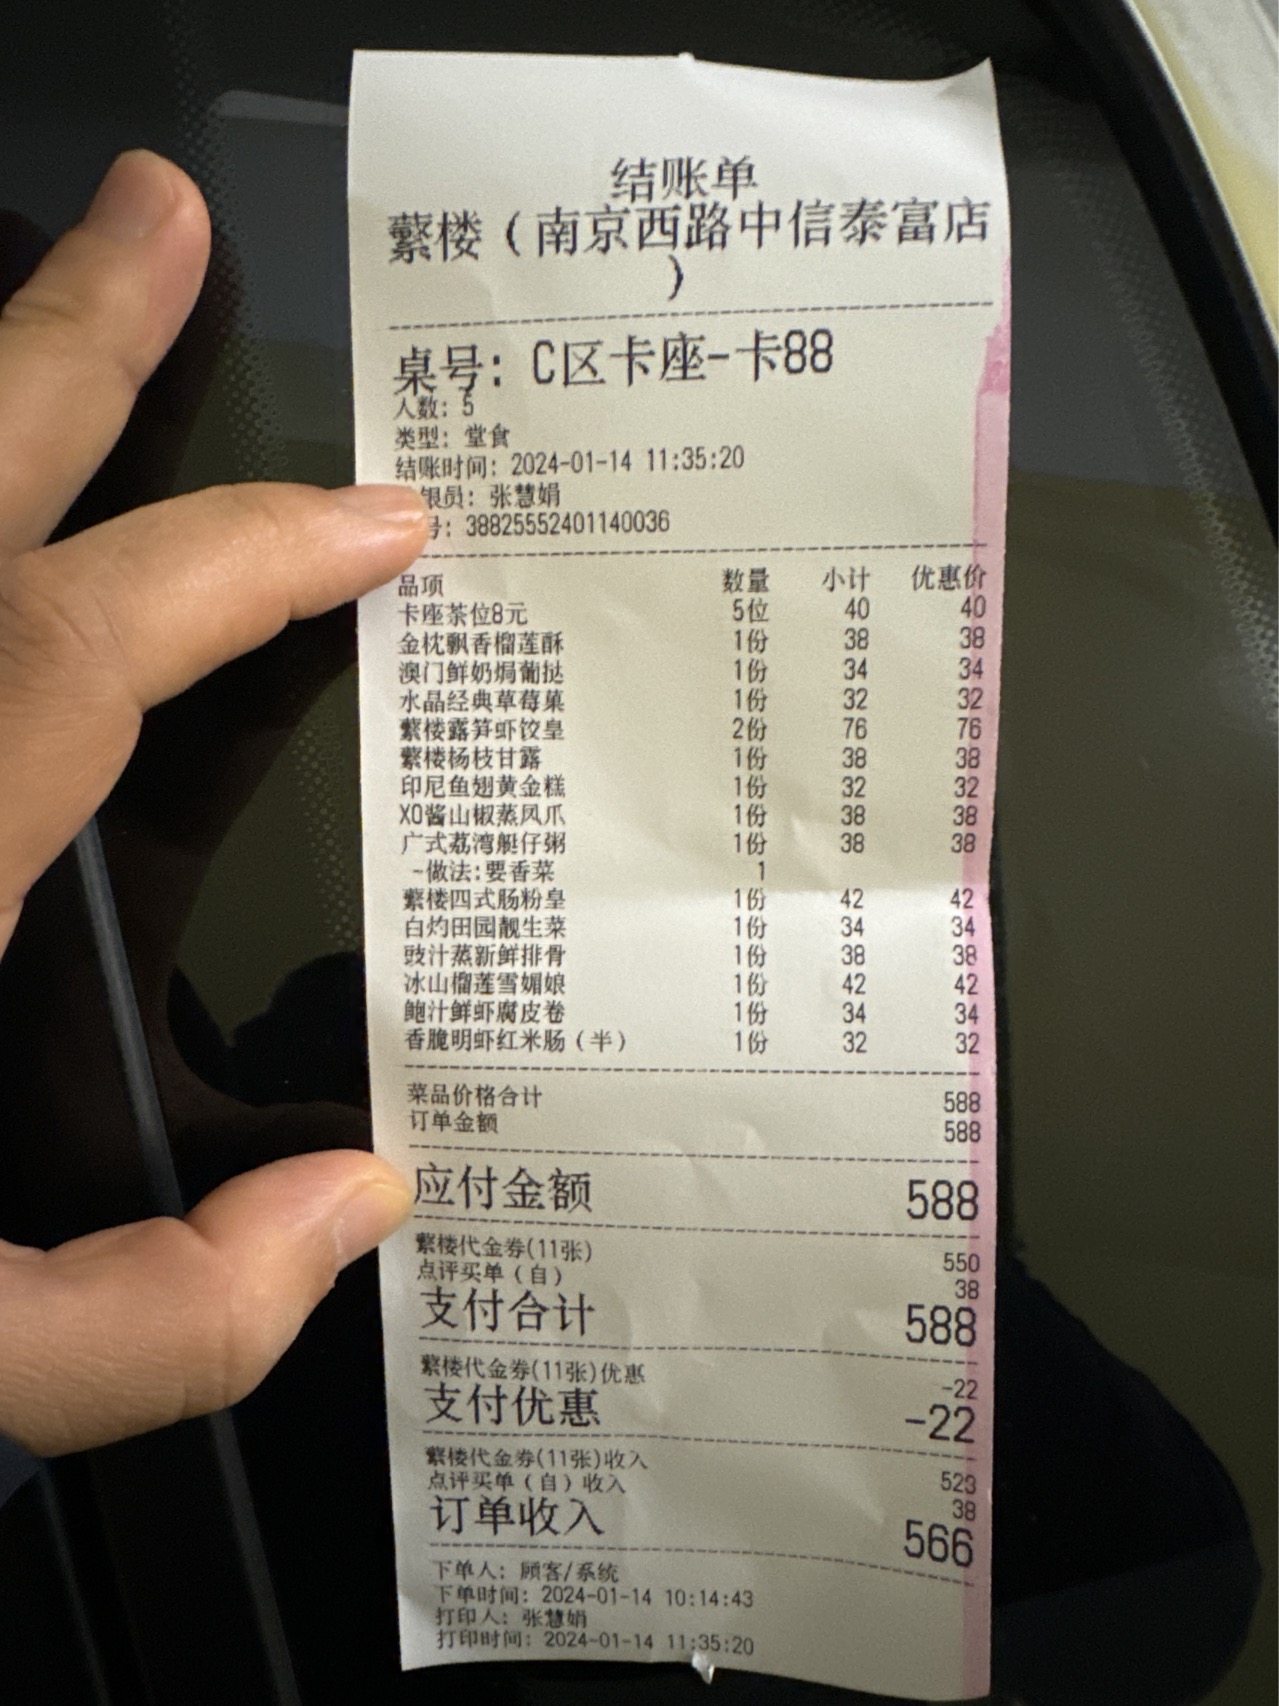 结账单
蘩楼（南京西路中信泰富店
）
桌号：C区卡座-卡88
人数：5
类型：堂食
结账时间：2024-01-14 11:35:20
银员：张慧娟
号：38825552401140036
品项 数量 小计 优惠价
卡座茶位8元 5位 40 40
金枕飘香榴莲酥 1份 38 38
澳门鲜奶焗葡挞 1份 34 34
水晶经典草莓菓 1份 32 32
蘩楼露笋虾饺皇 2份 76 76
蘩楼杨枝甘露 1份 38 38
印尼鱼翅黄金糕 1份 32 32
XO酱山椒蒸凤爪 1份 38 38
广式荔湾艇仔粥 1份 38 38
-做法:要香菜 1
蘩楼四式肠粉皇 1份 42 42
白灼田园靓生菜 1份 34 34
豉汁蒸新鲜排骨 1份 38 38
冰山榴莲雪媚娘 1份 42 42
鲍汁鲜虾腐皮卷 1份 34 34
香脆明虾红米肠（半） 1份 32 32
菜品价格合计 588
订单金额 588
应付金额 588
蘩楼代金券(11张) 550
点评买单（自） 38
支付合计 588
蘩楼代金券(11张)优惠 -22
支付优惠 -22
蘩楼代金券(11张)收入 523
点评买单（自）收入 38
订单收入 566
下单人：顾客/系统
下单时间：2024-01-14 10:14:43
打印人：张慧娟
打印时间：2024-01-14 11:35:20